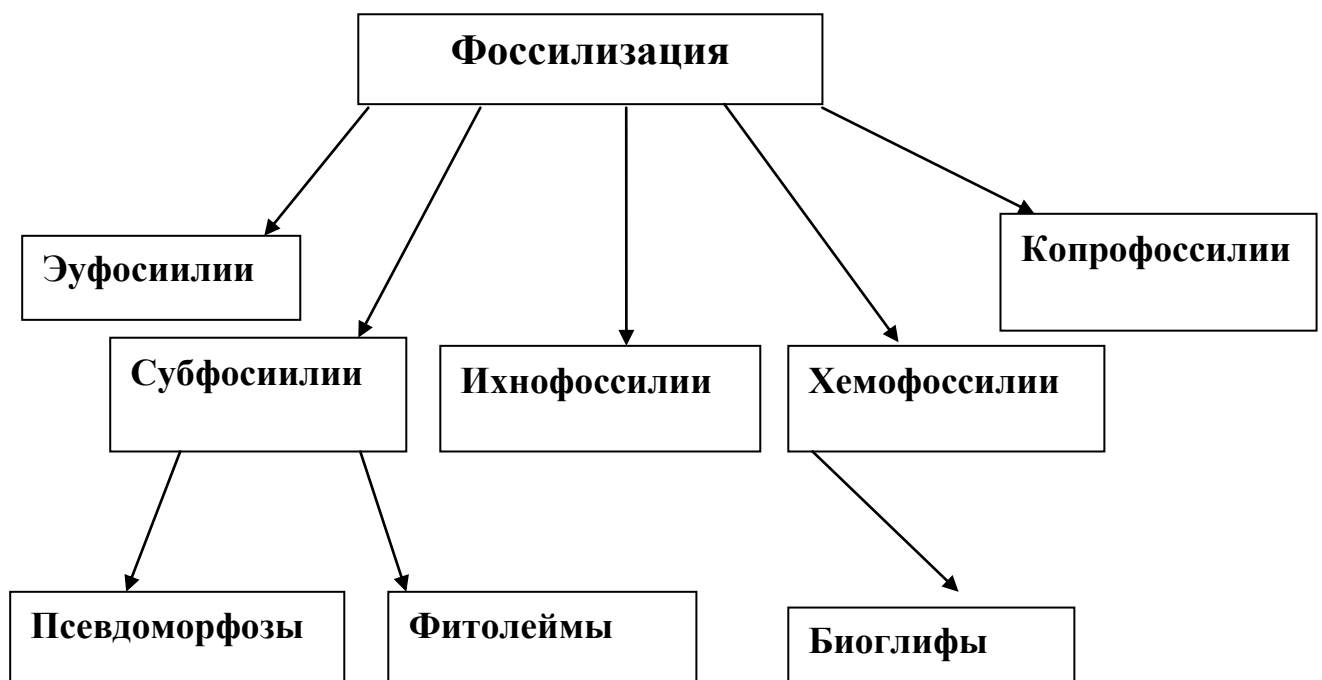 Фоссилизация
Эуфосиилии
Копрофоссилии
Субфосиилии
Ихнофоссилии
Хемофоссилии
Псевдоморфозы
Фитолеймы
Биоглифы